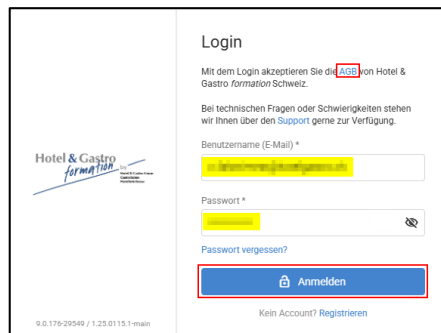 Login
Mit dem Login akzeptieren Sie die AGB von Hotel &
Gastro formation Schweiz.
Bei technischen Fragen oder Schwierigkeiten stehen
wir Ihnen über den Support gerne zur Verfügung.
Benutzername (E-Mail) *
Hotel & Gastro
formation
Passwort *
Passwort vergessen?
Anmelden
Kein Account? Registrieren
9.0.176-29549 / 1.25.0115.1-main